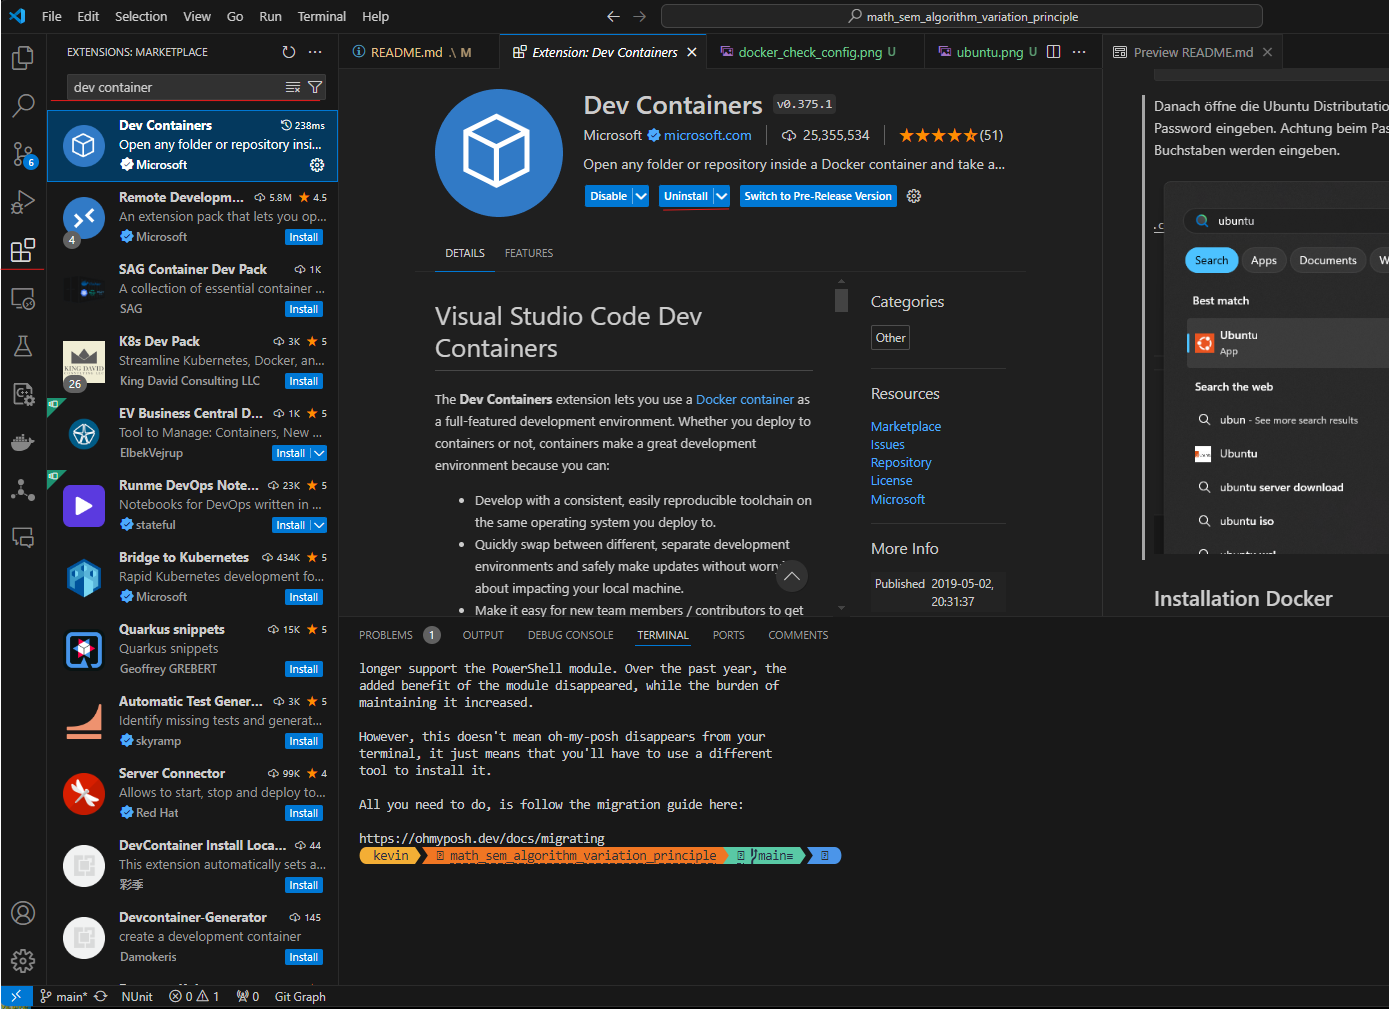 File Edit Selection View Go Run Terminal Help
math_sem_algorithm_variation_principle
EXTENSIONS: MARKETPLACE
dev container
Dev Containers 238ms
Open any folder or repository insi...
Microsoft
Remote Developm... 5.8M 4.5
An extension pack that lets you op...
4
Microsoft Install
SAG Container Dev Pack 1K
A collection of essential container ...
SAG Install
K8s Dev Pack 3K 5
Streamline Kubernetes, Docker, an...
KING DAVID
26
King David Consulting LLC Install
EV Business Central D... 1K 5
Tool to Manage: Containers, New ...
ElbekVejrup Install
Runme DevOps Note... 23K 5
Notebooks for DevOps written in ...
stateful Install
Bridge to Kubernetes 434K 5
Rapid Kubernetes development fo...
Microsoft Install
Quarkus snippets 15K 5
Quarkus snippets
Geoffrey GREBERT Install
Automatic Test Gener... 3K 5
Identify missing tests and generat...
skyramp Install
Server Connector 99K 4
Allows to start, stop and deploy to...
Red Hat Install
DevContainer Install Loca... 44
This extension automatically sets a...
彩季 Install
Devcontainer-Generator 145
create a development container
Damokeris Install
6
README.md .\ M
Extension: Dev Containers
docker_check_config.png U
ubuntu.png U
Preview README.md
Dev Containers v0.375.1
Microsoft microsoft.com 25,355,534 (51)
Open any folder or repository inside a Docker container and take a...
Disable Uninstall Switch to Pre-Release Version
DETAILS FEATURES
Visual Studio Code Dev
Containers
The Dev Containers extension lets you use a Docker container as
a full-featured development environment. Whether you deploy to
containers or not, containers make a great development
environment because you can:
• Develop with a consistent, easily reproducible toolchain on
the same operating system you deploy to.
• Quickly swap between different, separate development
environments and safely make updates without worry
about impacting your local machine.
• Make it easy for new team members / contributors to get
Categories
Other
Resources
Marketplace
Issues
Repository
License
Microsoft
More Info
Published 2019-05-02,
20:31:37
Danach öffne die Ubuntu Distributatio
Password eingeben. Achtung beim Pas
Buchstaben werden eingeben.
ubuntu
Search Apps Documents W
Best match
Ubuntu
App
Search the web
ubun - See more search results
Ubuntu
ubuntu server download
ubuntu iso
Installation Docker
PROBLEMS 1 OUTPUT DEBUG CONSOLE TERMINAL PORTS COMMENTS
longer support the PowerShell module. Over the past year, the
added benefit of the module disappeared, while the burden of
maintaining it increased.
However, this doesn't mean oh-my-posh disappears from your
terminal, it just means that you'll have to use a different
tool to install it.
All you need to do, is follow the migration guide here:
https://ohmyposh.dev/docs/migrating
kevin math_sem_algorithm_variation_principle main≡
main* NUnit 0 1 0 Git Graph